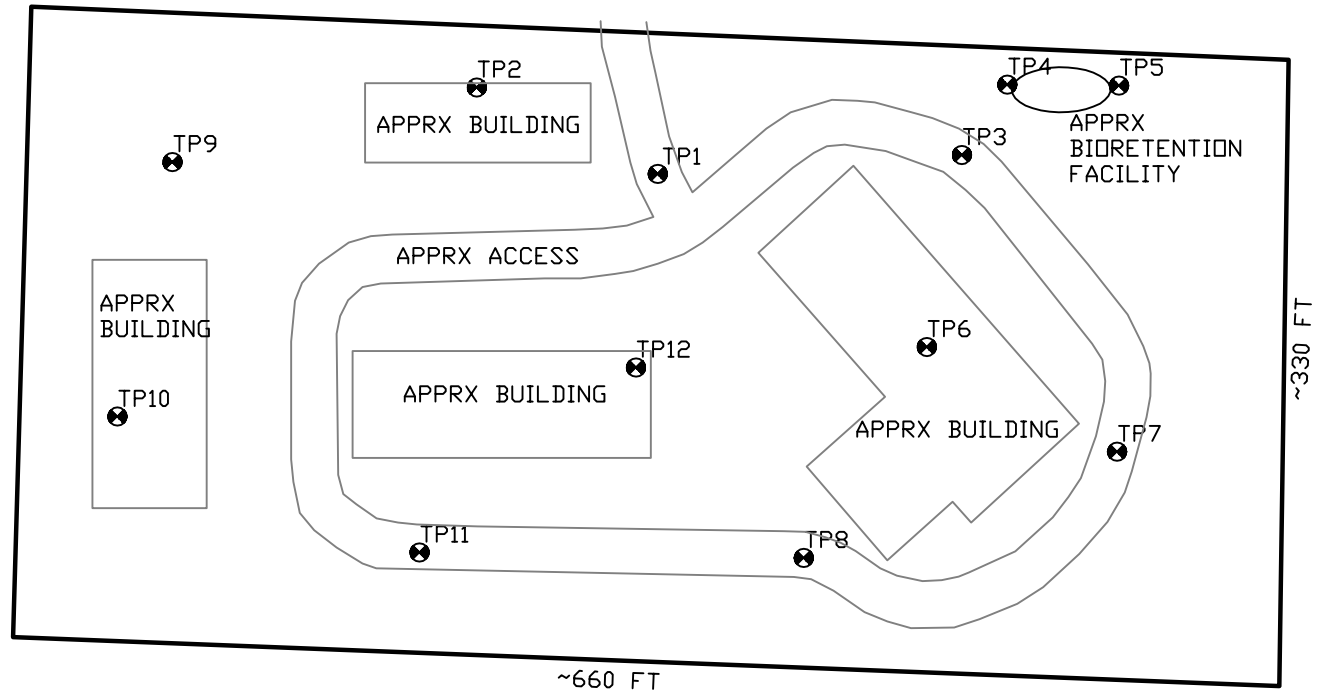 TP4
TP5
TP2
APPRX BUILDING
APPRX
BIORETENTION
FACILITY
TP9
TP1
TP3
APPRX ACCESS
APPRX
BUILDING
TP6
~330 FT
TP12
APPRX BUILDING
TP10
APPRX BUILDING
TP7
TP11
TP8
~660 FT